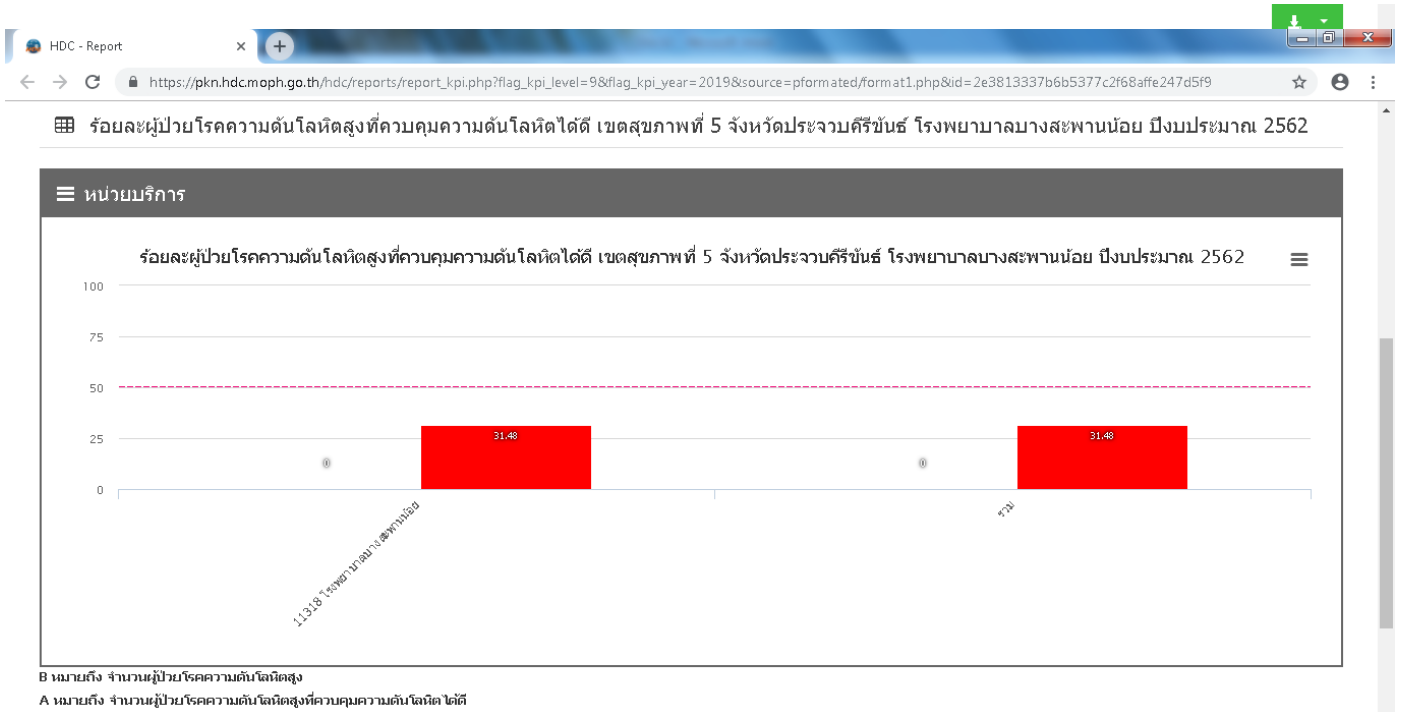 HDC - Report
https://pkn.hdc.moph.go.th/hdc/reports/report_kpi.php?flag_kpi_level=9&flag_kpi_year=2019&source=pformated/format1.php&id=2e3813337b6b5377c2f68affe247d5f9
ร้อยละผู้ป่วยโรคความดันโลหิตสูงที่ควบคุมความดันโลหิตได้ดี เขตสุขภาพที่ 5 จังหวัดประจวบคีรีขันธ์ โรงพยาบาลบางสะพานน้อย ปีงบประมาณ 2562
หน่วยบริการ
ร้อยละผู้ป่วยโรคความดันโลหิตสูงที่ควบคุมความดันโลหิตได้ดี เขตสุขภาพที่ 5 จังหวัดประจวบคีรีขันธ์ โรงพยาบาลบางสะพานน้อย ปีงบประมาณ 2562
100
75
50
25
0
0
31.48
0
31.48
11318 โรงพยาบาลบางสะพานน้อย
รวม
B หมายถึง จำนวนผู้ป่วยโรคความดันโลหิตสูง
A หมายถึง จำนวนผู้ป่วยโรคความดันโลหิตสูงที่ควบคุมความดันโลหิตได้ดี